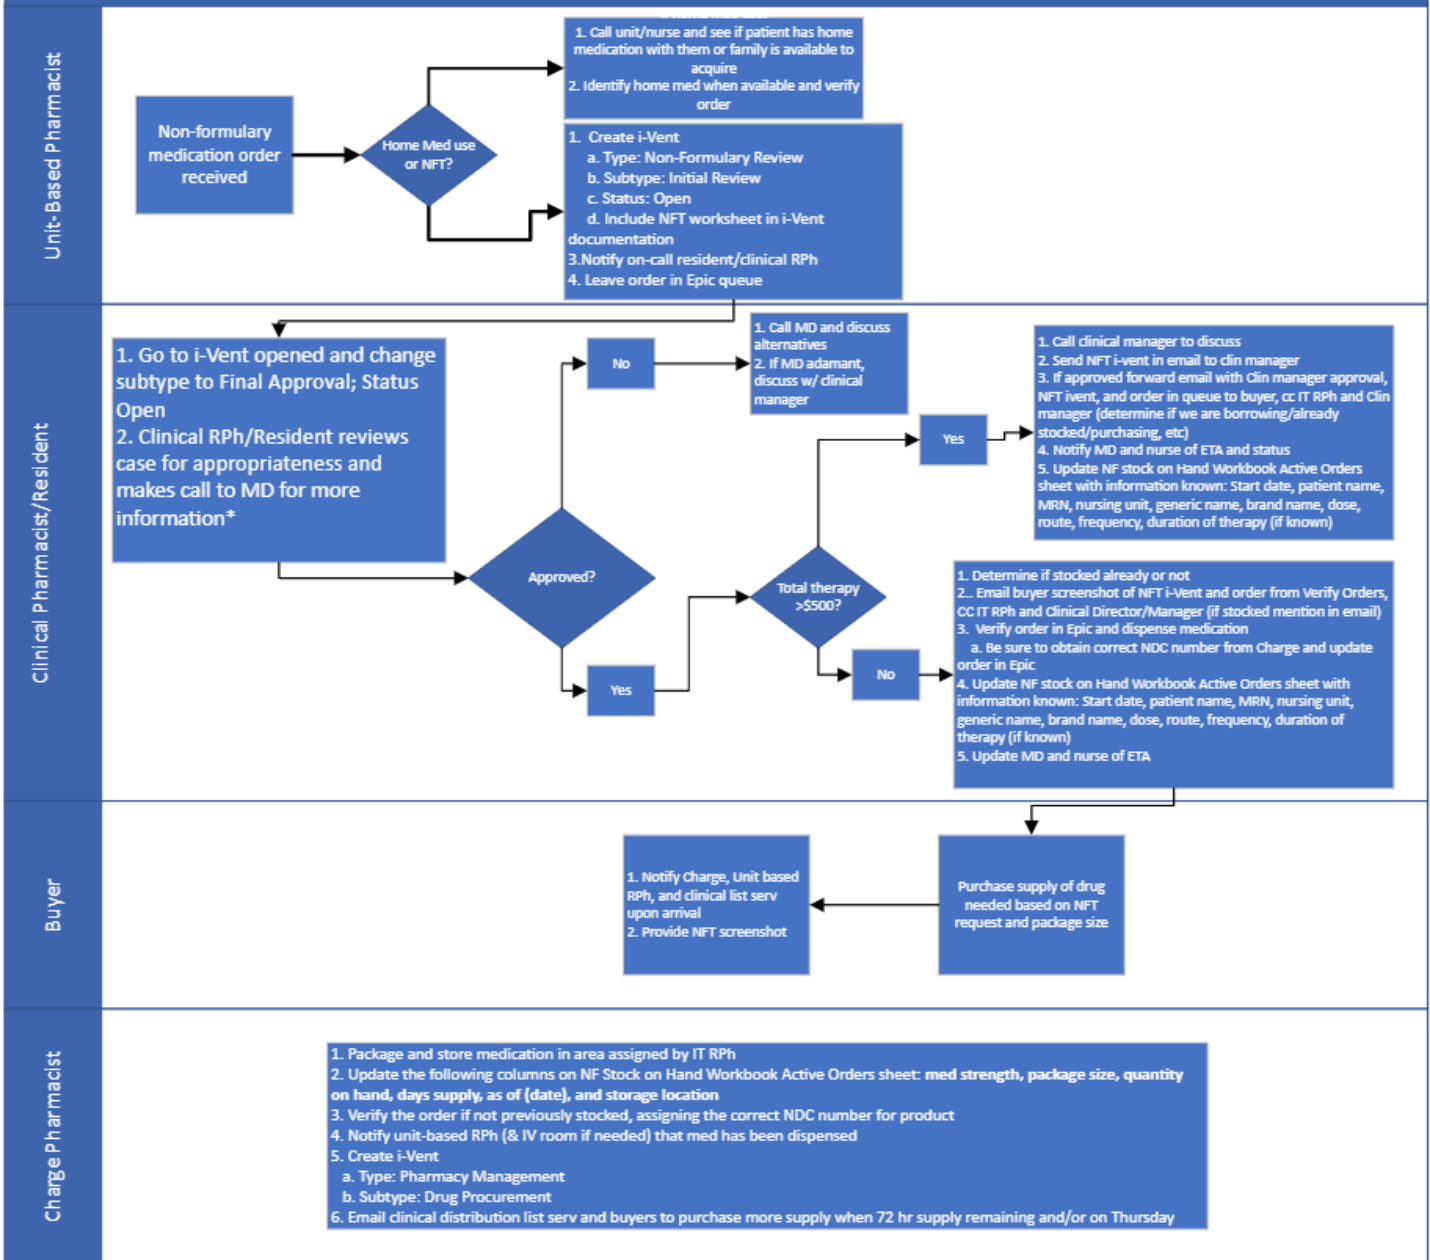 Unit-Based Pharmacist
1. Call unit/nurse and see if patient has home
medication with them or family is available to
acquire
2. Identify home med when available and verify
order
Non-formulary
medication order
received
Home Med use
or NFT?
1. Create i-Vent
a. Type: Non-Formulary Review
b. Subtype: Initial Review
c. Status: Open
d. Include NFT worksheet in i-Vent
documentation
3.Notify on-call resident/clinical RPh
4. Leave order in Epic queue
Clinical Pharmacist/Resident
1. Go to i-Vent opened and change
subtype to Final Approval; Status
Open
2. Clinical RPh/Resident reviews
case for appropriateness and
makes call to MD for more
information*
Approved?
No
1. Call MD and discuss
alternatives
2. If MD adamant,
discuss w/ clinical
manager
Yes
Total therapy
>$500?
Yes
1. Call clinical manager to discuss
2. Send NFT i-vent in email to clin manager
3. If approved forward email with Clin manager approval,
NFT ivent, and order in queue to buyer, cc IT RPh and Clin
manager (determine if we are borrowing/already
stocked/purchasing, etc)
4. Notify MD and nurse of ETA and status
5. Update NF stock on Hand Workbook Active Orders
sheet with information known: Start date, patient name,
MRN, nursing unit, generic name, brand name, dose,
route, frequency, duration of therapy (if known)
No
1. Determine if stocked already or not
2.. Email buyer screenshot of NFT i-Vent and order from Verify Orders,
CC IT RPh and Clinical Director/Manager (if stocked mention in email)
3. Verify order in Epic and dispense medication
a. Be sure to obtain correct NDC number from Charge and update
order in Epic
4. Update NF stock on Hand Workbook Active Orders sheet with
information known: Start date, patient name, MRN, nursing unit,
generic name, brand name, dose, route, frequency, duration of
therapy (if known)
5. Update MD and nurse of ETA
Buyer
1. Notify Charge, Unit based
RPh, and clinical list serv
upon arrival
2. Provide NFT screenshot
Purchase supply of drug
needed based on NFT
request and package size
Charge Pharmacist
1. Package and store medication in area assigned by IT RPh
2. Update the following columns on NF Stock on Hand Workbook Active Orders sheet: med strength, package size, quantity
on hand, days supply, as of (date), and storage location
3. Verify the order if not previously stocked, assigning the correct NDC number for product
4. Notify unit-based RPh (& IV room if needed) that med has been dispensed
5. Create i-Vent
a. Type: Pharmacy Management
b. Subtype: Drug Procurement
6. Email clinical distribution list serv and buyers to purchase more supply when 72 hr supply remaining and/or on Thursday